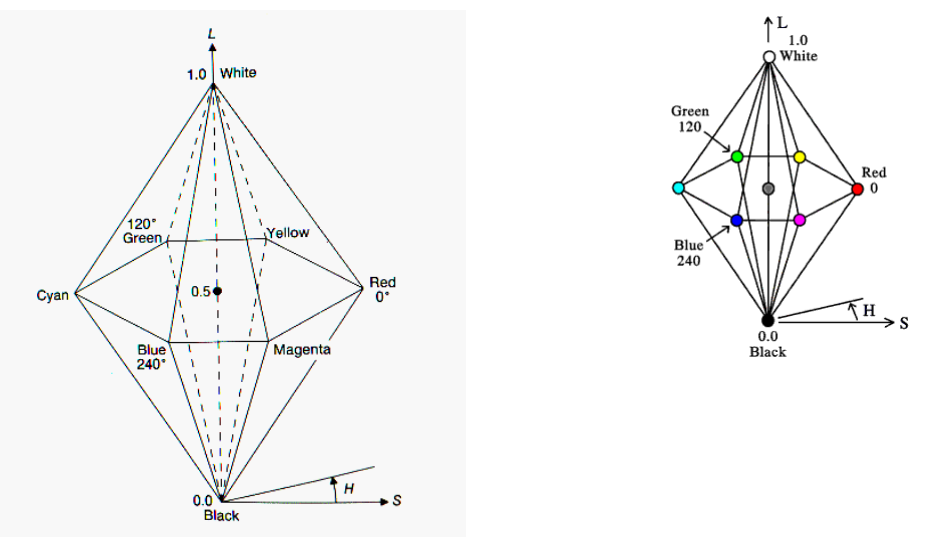 L
1.0 White
120°
Green
Yellow
Cyan
0.5
Red
0°
Blue
240°
Magenta
H
0.0
S
Black
L
1.0
White
Green
120
Red
0
Blue
240
H
S
0.0
Black